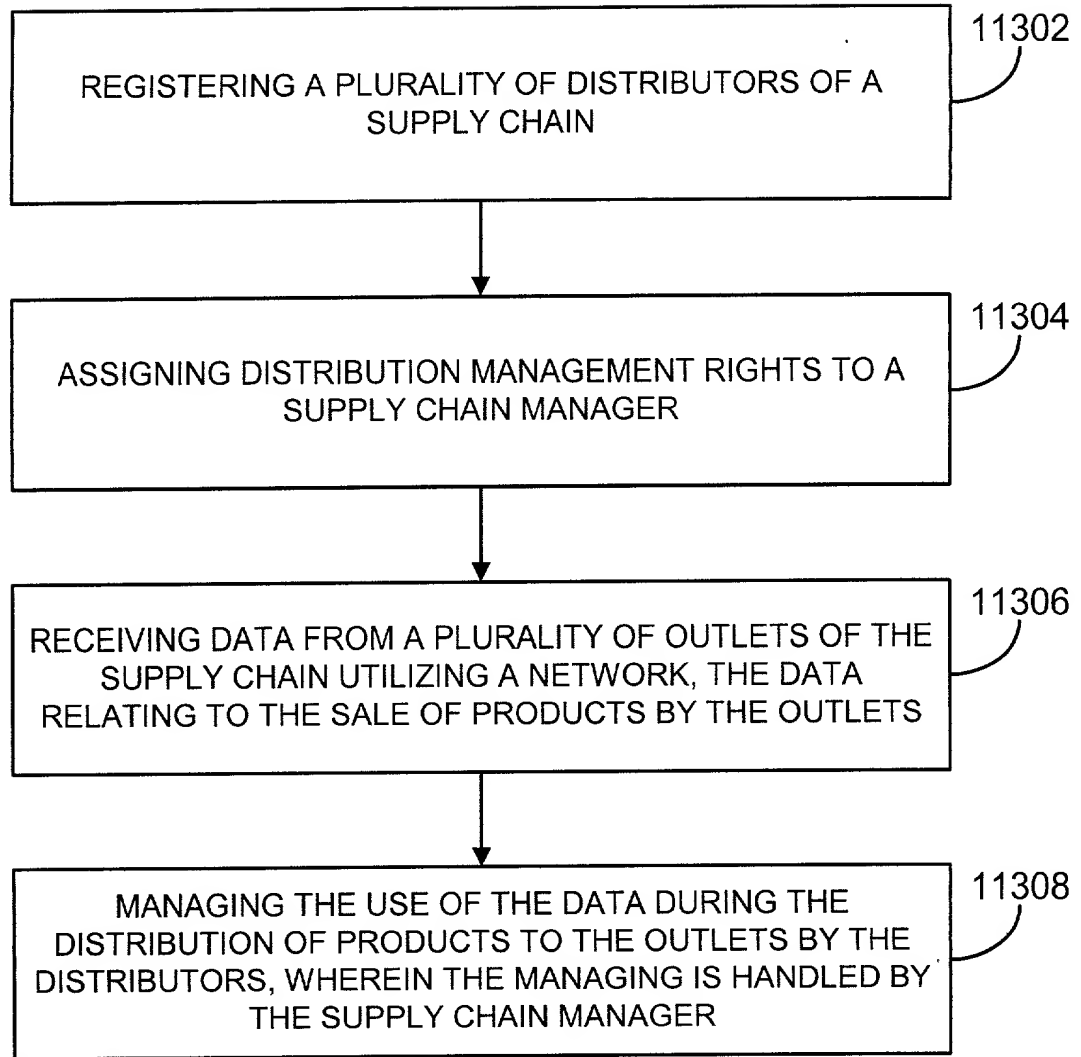 11302
REGISTERING A PLURALITY OF DISTRIBUTORS OF A
SUPPLY CHAIN
11304
ASSIGNING DISTRIBUTION MANAGEMENT RIGHTS TO A
SUPPLY CHAIN MANAGER
11306
RECEIVING DATA FROM A PLURALITY OF OUTLETS OF THE
SUPPLY CHAIN UTILIZING A NETWORK, THE DATA
RELATING TO THE SALE OF PRODUCTS BY THE OUTLETS
11308
MANAGING THE USE OF THE DATA DURING THE
DISTRIBUTION OF PRODUCTS TO THE OUTLETS BY THE
DISTRIBUTORS, WHEREIN THE MANAGING IS HANDLED BY
THE SUPPLY CHAIN MANAGER